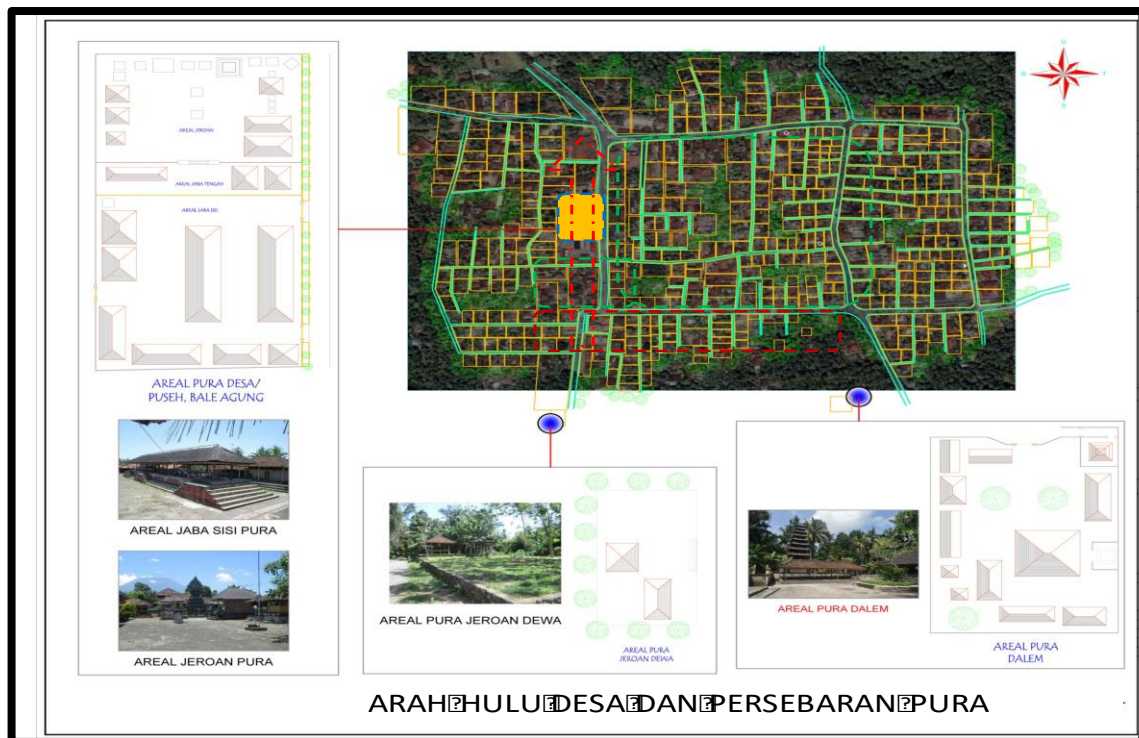 AREAL JEROAN
AREAL JABA TENGAH
AREAL JABA SISI
AREAL PURA DESA/
PUSEH, BALE AGUNG
AREAL JABA SISI PURA
AREAL JEROAN PURA
U
B
T
S
AREAL PURA JEROAN DEWA
AREAL PURA
JEROAN DEWA
AREAL PURA DALEM
AREAL PURA
DALEM
ARAH⍰HULU⍰DESA⍰DAN⍰PERSEBARAN⍰PURA